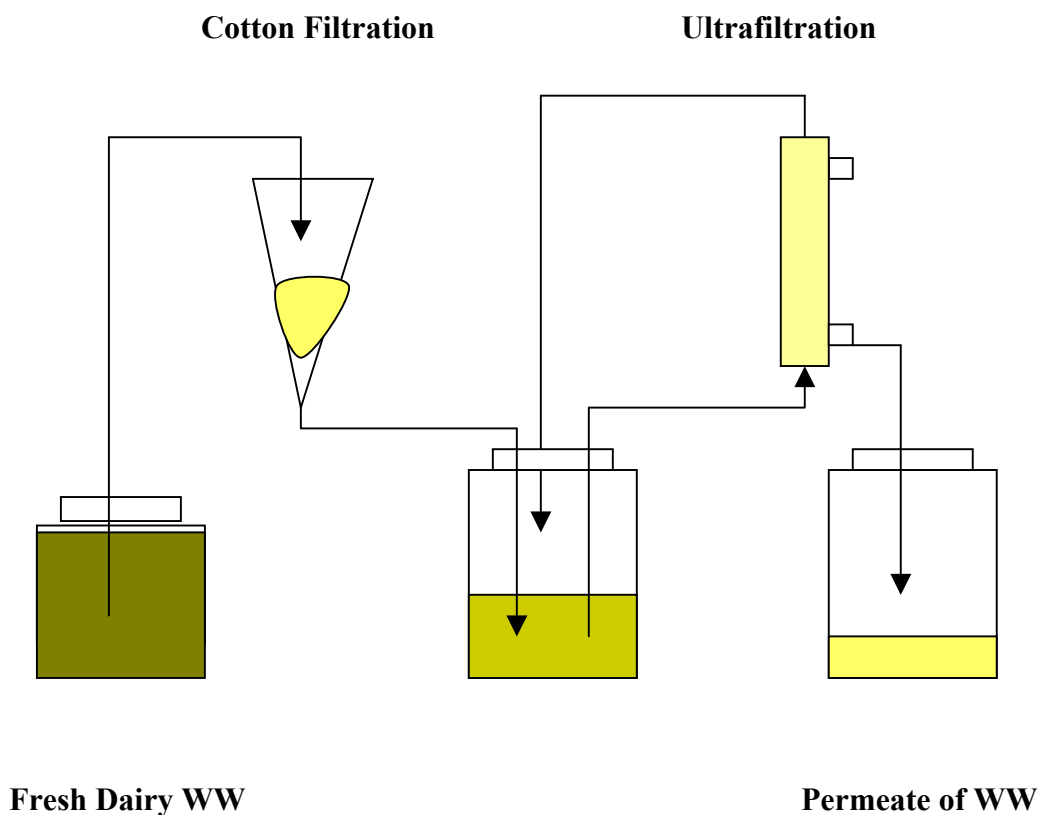 Cotton Filtration
Ultrafiltration
Fresh Dairy WW
Permeate of WW